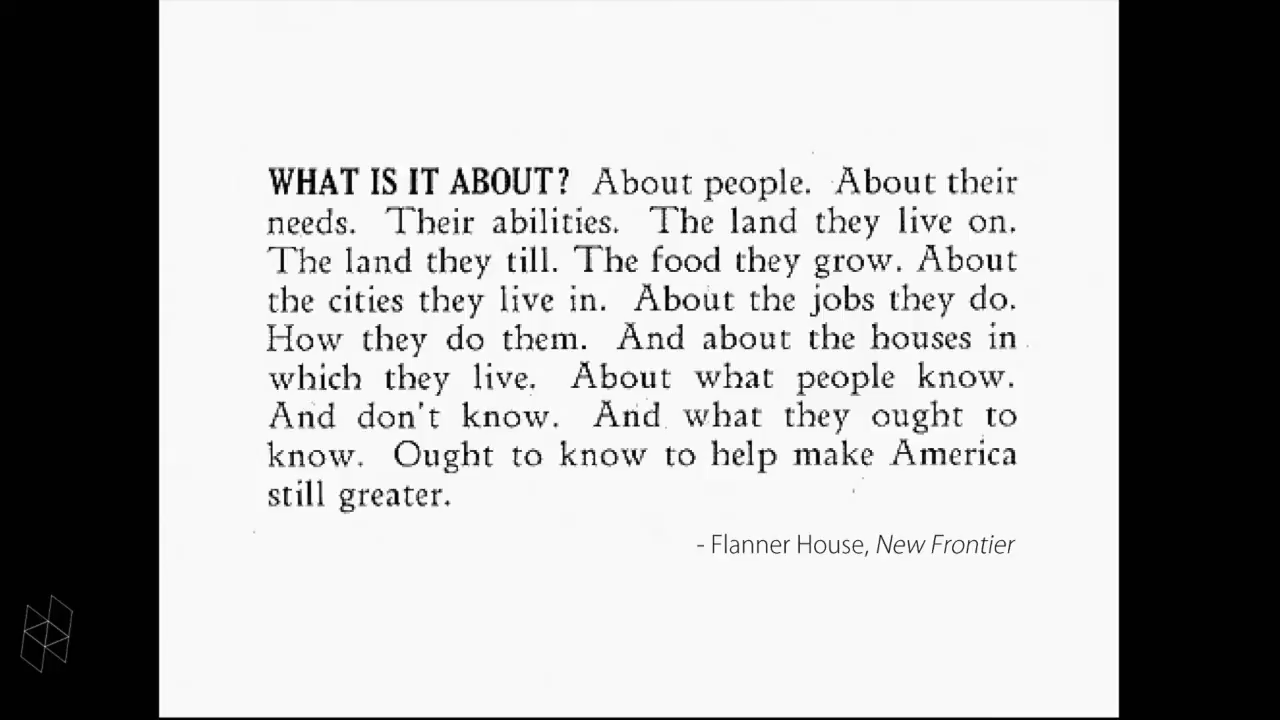 WHAT IS IT ABOUT? About people. About their
needs. Their abilities. The land they live on.
The land they till. The food they grow. About
the cities they live in. About the jobs they do.
How they do them. And about the houses in
which they live. About what people know.
And don't know. And what they ought to
know. Ought to know to help make America
still greater.
- Flanner House, New Frontier